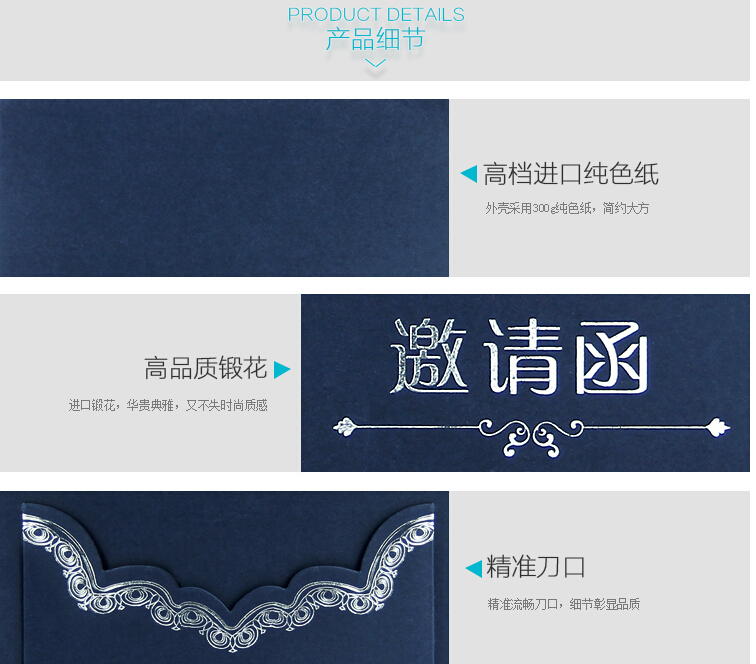 PRODUCT DETAILS
产品细节
高档进口纯色纸
外壳采用300g纯色纸，简约大方
邀请函
高品质锻花
进口锻花，华贵典雅，又不失时尚质感
精准刀口
精准流畅刀口，细节彰显品质